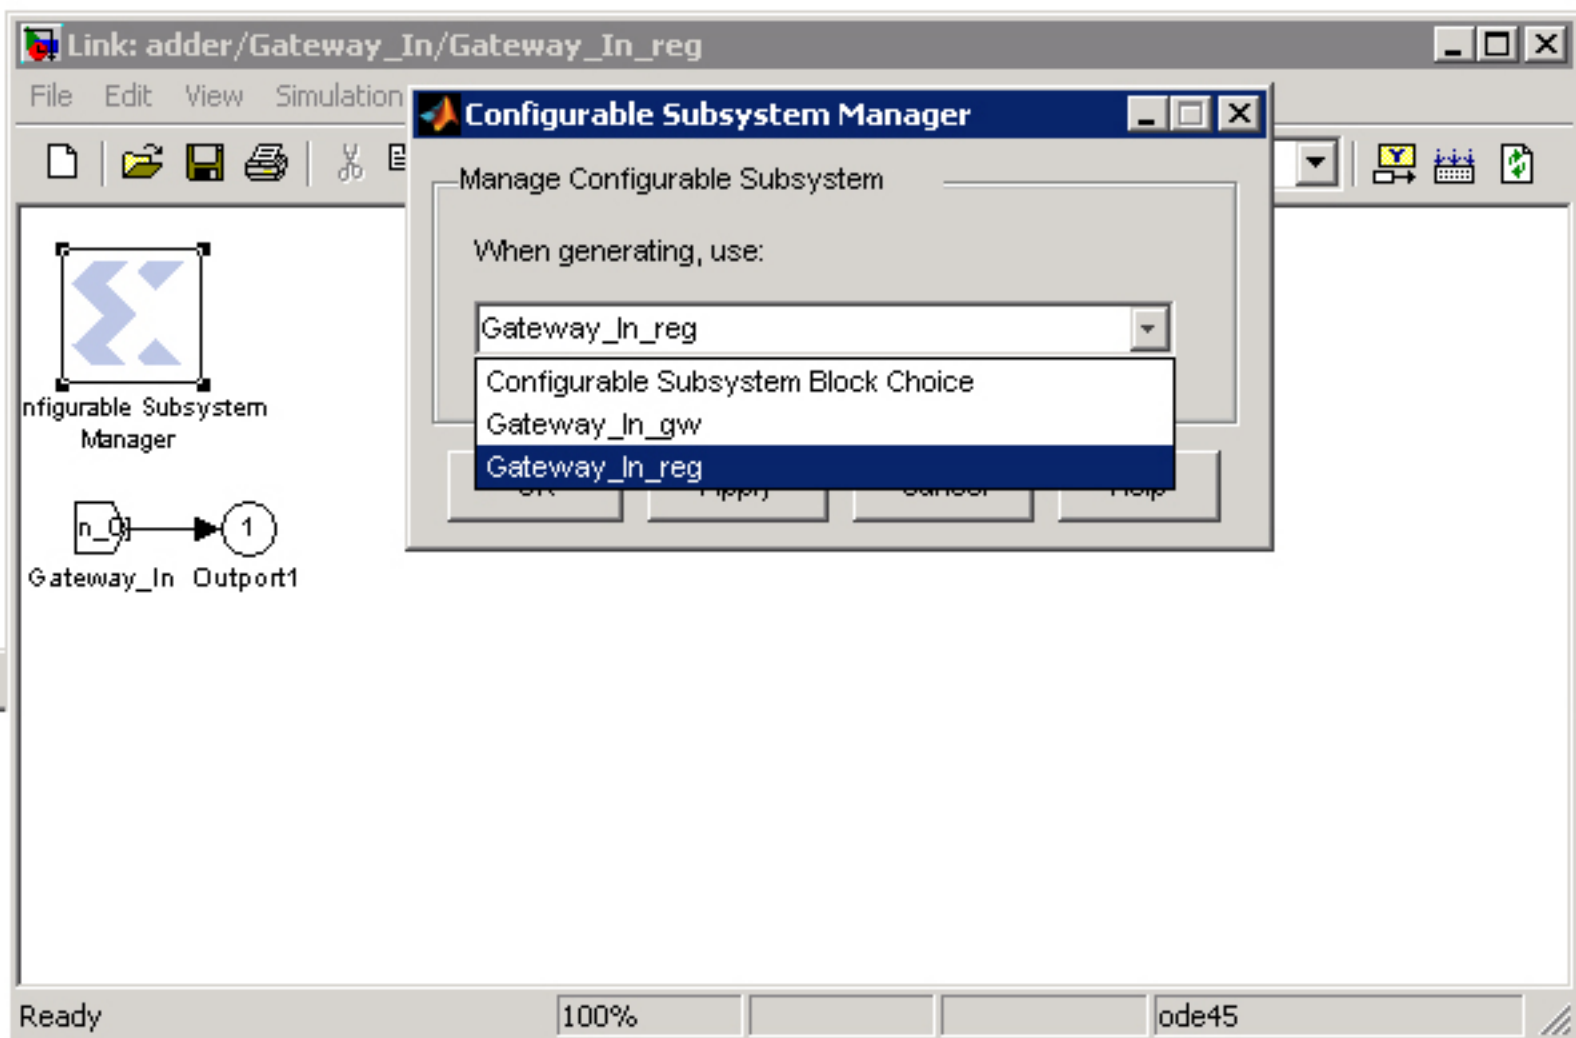 Link: adder/Gateway_In/Gateway_In_reg
File Edit View Simulation
Configurable Subsystem Manager
Manage Configurable Subsystem
When generating, use:
Gateway_In_reg
Configurable Subsystem Block Choice
Gateway_In_gw
Gateway_In_reg
nfigurable Subsystem
Manager
1
Gateway_In Outport1
Ready 100% ode45